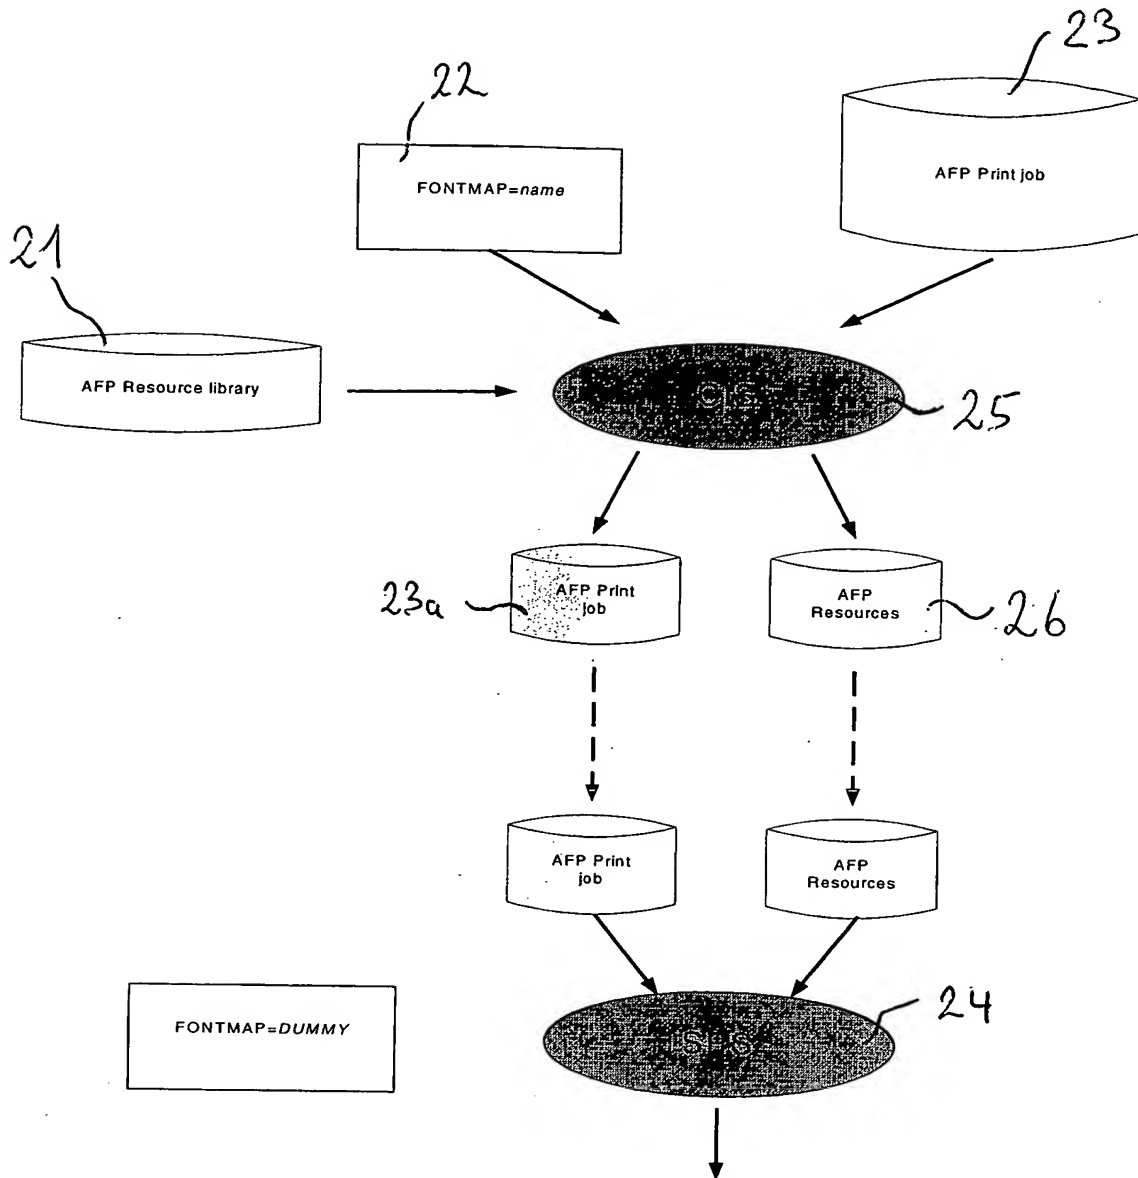 23
22
AFP Print job
FONTMAP=name
21
AFP Resource library
25
AFP Print
job
23a
AFP
Resources
26
AFP Print
job
AFP
Resources
FONTMAP=DUMMY
SPS
24